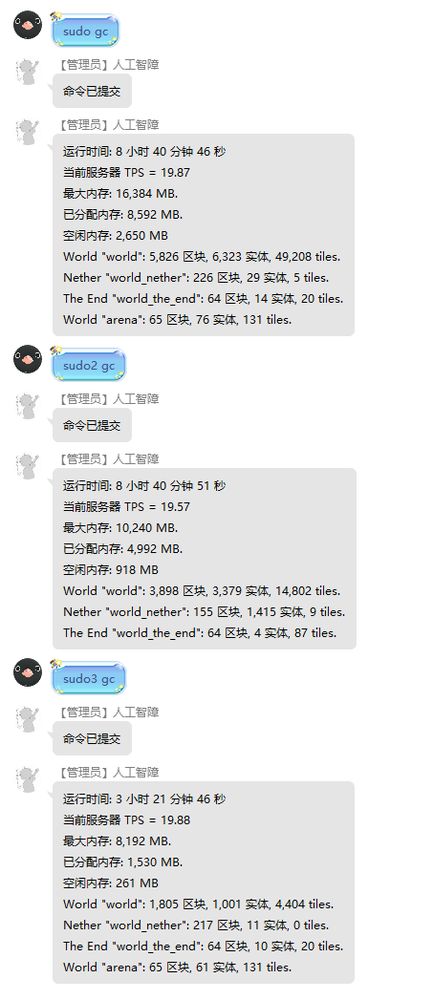 sudo gc
【管理员】人工智障
命令已提交
【管理员】人工智障
运行时间: 8 小时 40 分钟 46 秒
当前服务器 TPS = 19.87
最大内存: 16,384 MB.
已分配内存: 8,592 MB.
空闲内存: 2,650 MB
World "world": 5,826 区块, 6,323 实体, 49,208 tiles.
Nether "world_nether": 226 区块, 29 实体, 5 tiles.
The End "world_the_end": 64 区块, 14 实体, 20 tiles.
World "arena": 65 区块, 76 实体, 131 tiles.
sudo2 gc
【管理员】人工智障
命令已提交
【管理员】人工智障
运行时间: 8 小时 40 分钟 51 秒
当前服务器 TPS = 19.57
最大内存: 10,240 MB.
已分配内存: 4,992 MB.
空闲内存: 918 MB
World "world": 3,898 区块, 3,379 实体, 14,802 tiles.
Nether "world_nether": 155 区块, 1,415 实体, 9 tiles.
The End "world_the_end": 64 区块, 4 实体, 87 tiles.
sudo3 gc
【管理员】人工智障
命令已提交
【管理员】人工智障
运行时间: 3 小时 21 分钟 46 秒
当前服务器 TPS = 19.88
最大内存: 8,192 MB.
已分配内存: 1,530 MB.
空闲内存: 261 MB
World "world": 1,805 区块, 1,001 实体, 4,404 tiles.
Nether "world_nether": 217 区块, 11 实体, 0 tiles.
The End "world_the_end": 64 区块, 10 实体, 20 tiles.
World "arena": 65 区块, 61 实体, 131 tiles.